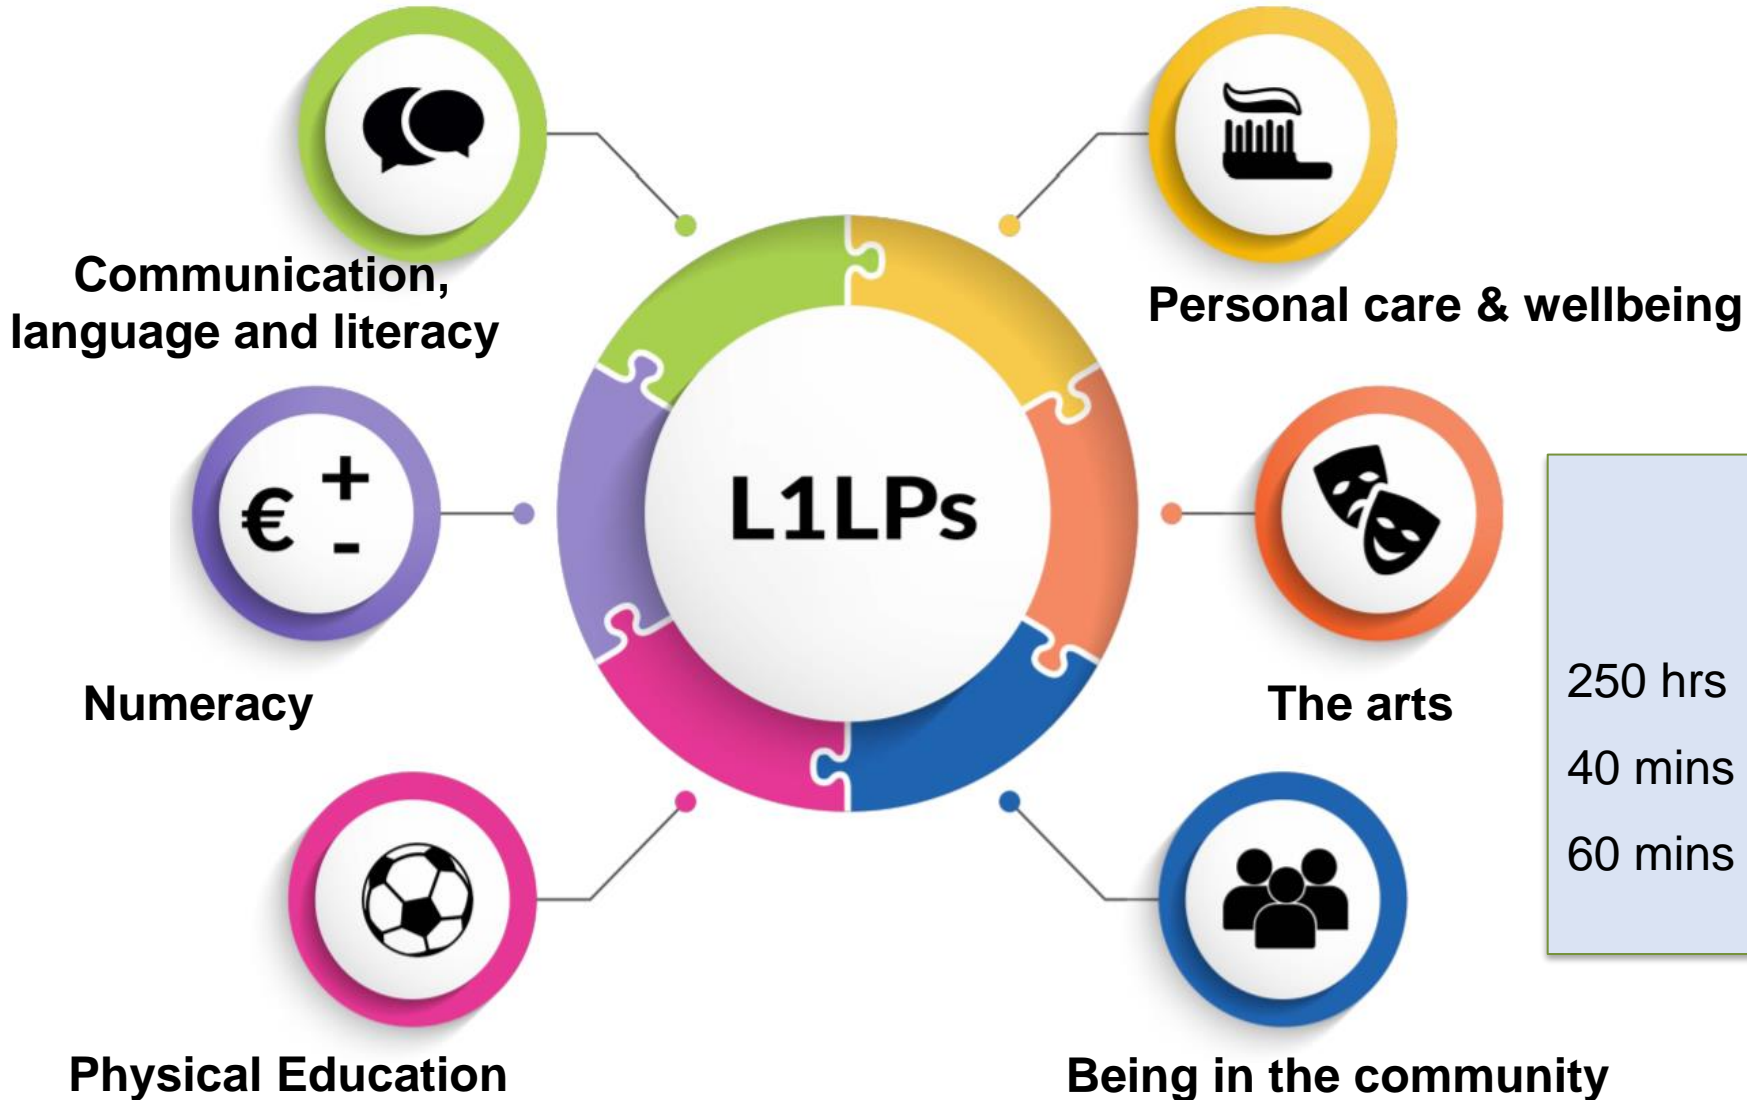 Communication,
language and literacy
Personal care & wellbeing
€ + -
L1LPs
Numeracy
The arts
250 hrs
40 mins
60 mins
Physical Education
Being in the community